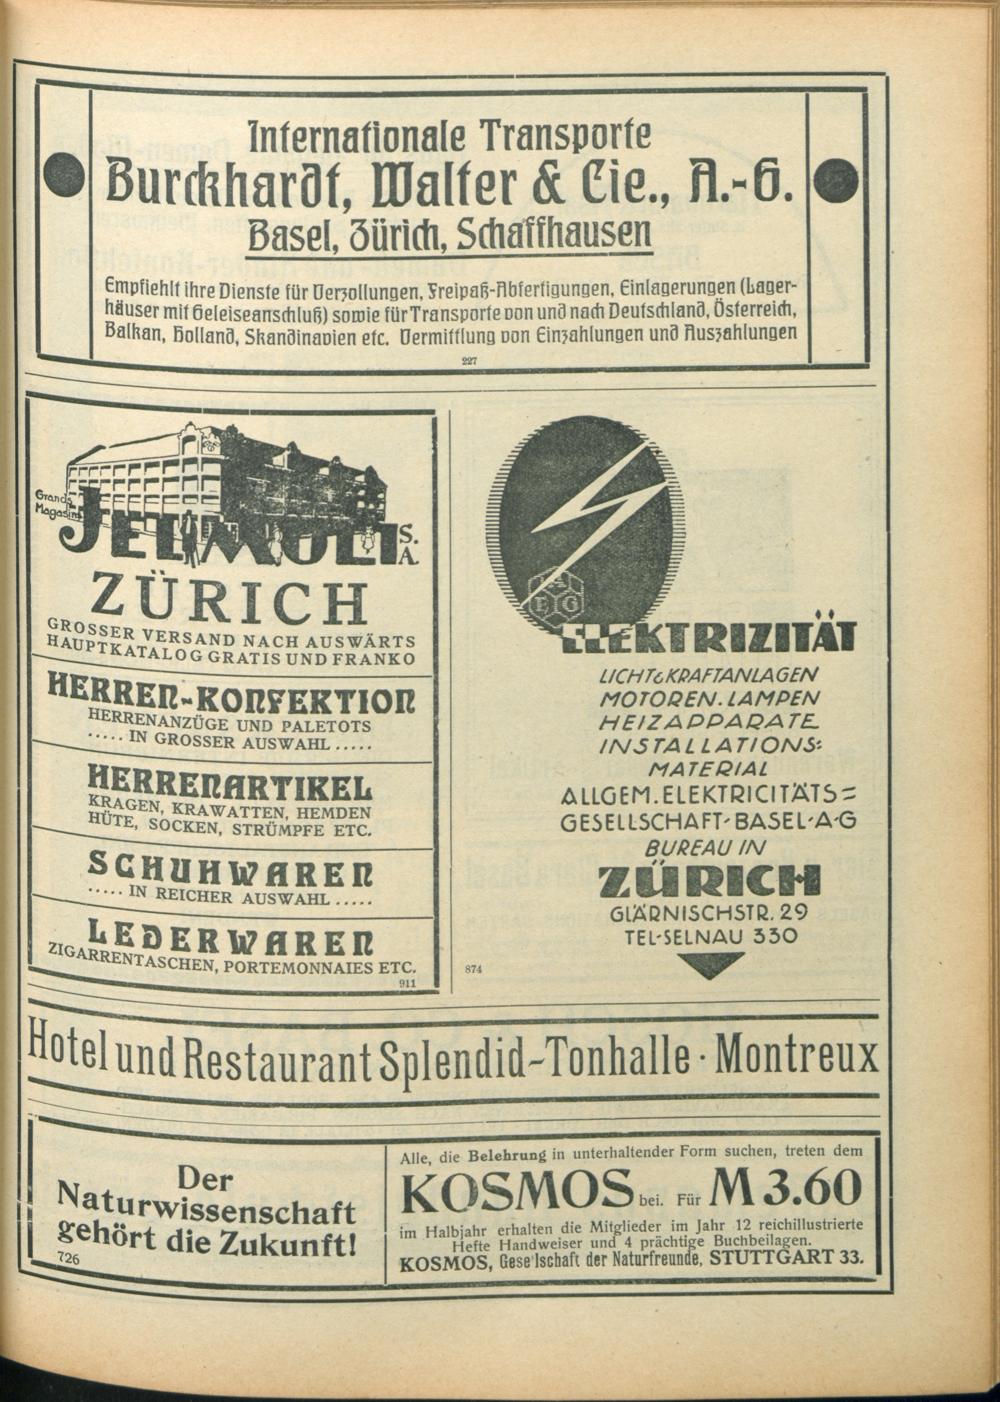 Internationale Transporte
Burckhardt, Walter & Cie., A.-G.
Basel, Zürich, Schaffhausen
Empfiehlt ihre Dienste für Verzollungen, Freipaß-Abfertigungen, Einlagerungen (Lager-
häuser mit Geleiseanschluß) sowie für Transporte von und nach Deutschland, Österreich,
Balkan, Holland, Skandinavien etc. Vermittlung von Einzahlungen und Auszahlungen
227
Grands
Magasins
JELMOLI S.A.
ZÜRICH
GROSSER VERSAND NACH AUSWÄRTS
HAUPTKATALOG GRATIS UND FRANKO
HERREN-KONFEKTION
HERRENANZÜGE UND PALETOTS
..... IN GROSSER AUSWAHL .....
HERRENARTIKEL
KRAGEN, KRAWATTEN, HEMDEN
HÜTE, SOCKEN, STRÜMPFE ETC.
SCHUHWAREN
..... IN REICHER AUSWAHL .....
LEDERWAREN
ZIGARRENTASCHEN, PORTEMONNAIES ETC.
911
AEG
ELEKTRIZITÄT
LICHT & KRAFTANLAGEN
MOTOREN. LAMPEN
HEIZAPPARATE
INSTALLATIONS:
MATERIAL
ALLGEM. ELEKTRICITÄTS=
GESELLSCHAFT-BASEL-A-G
BUREAU IN
ZÜRICH
GLÄRNISCHSTR. 29
TEL-SELNAU 330
874
Hotel und Restaurant Splendid-Tonhalle · Montreux
Der
Naturwissenschaft
gehört die Zukunft!
726
Alle, die Belehrung in unterhaltender Form suchen, treten dem
KOSMOS bei. Für M 3.60
im Halbjahr erhalten die Mitglieder im Jahr 12 reichillustrierte
Hefte Handweiser und 4 prächtige Buchbeilagen.
KOSMOS, Gese'lschaft der Naturfreunde, STUTTGART 33.